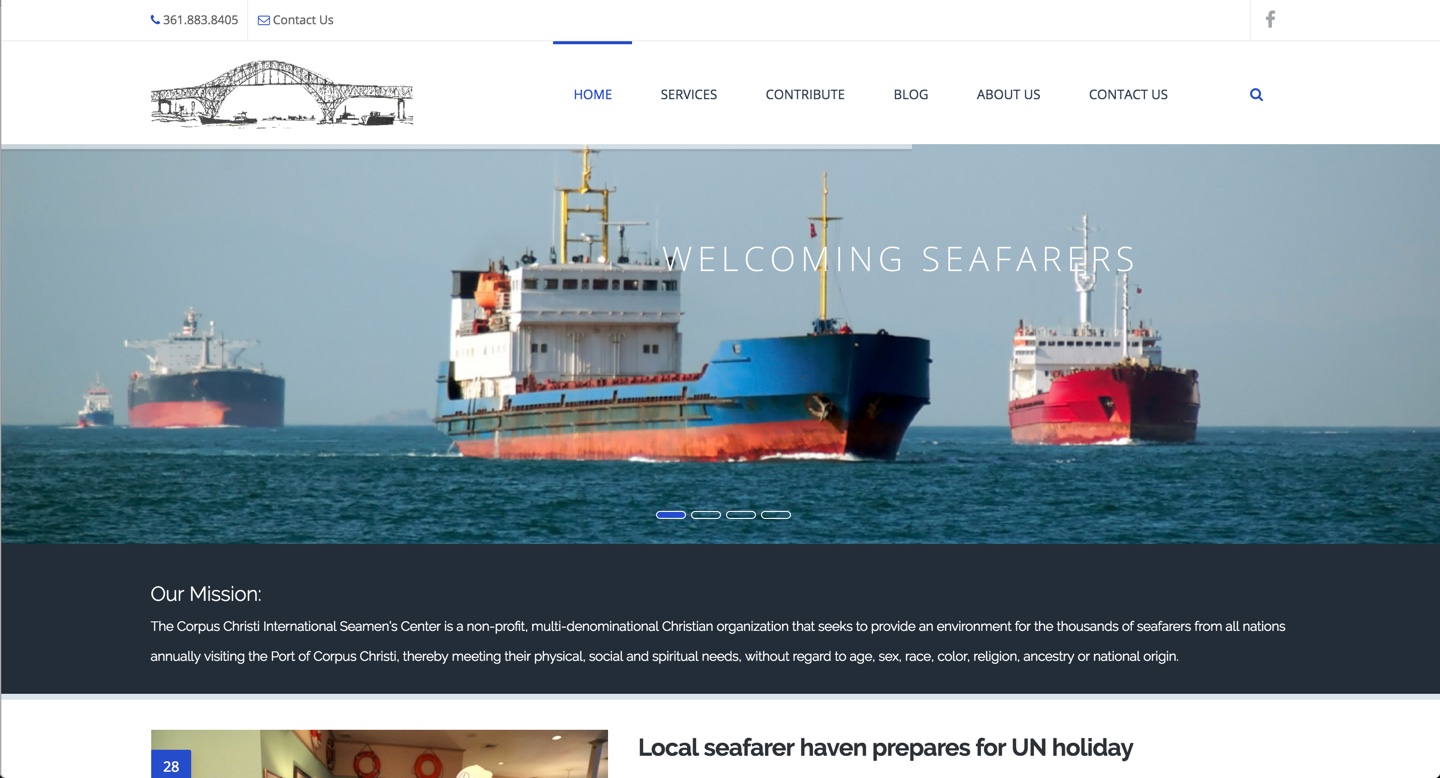 361.883.8405 Contact Us
HOME SERVICES CONTRIBUTE BLOG ABOUT US CONTACT US
WELCOMING SEAFARERS
Our Mission:
The Corpus Christi International Seamen's Center is a non-profit, multi-denominational Christian organization that seeks to provide an environment for the thousands of seafarers from all nations
annually visiting the Port of Corpus Christi, thereby meeting their physical, social and spiritual needs, without regard to age, sex, race, color, religion, ancestry or national origin.
Local seafarer haven prepares for UN holiday
28